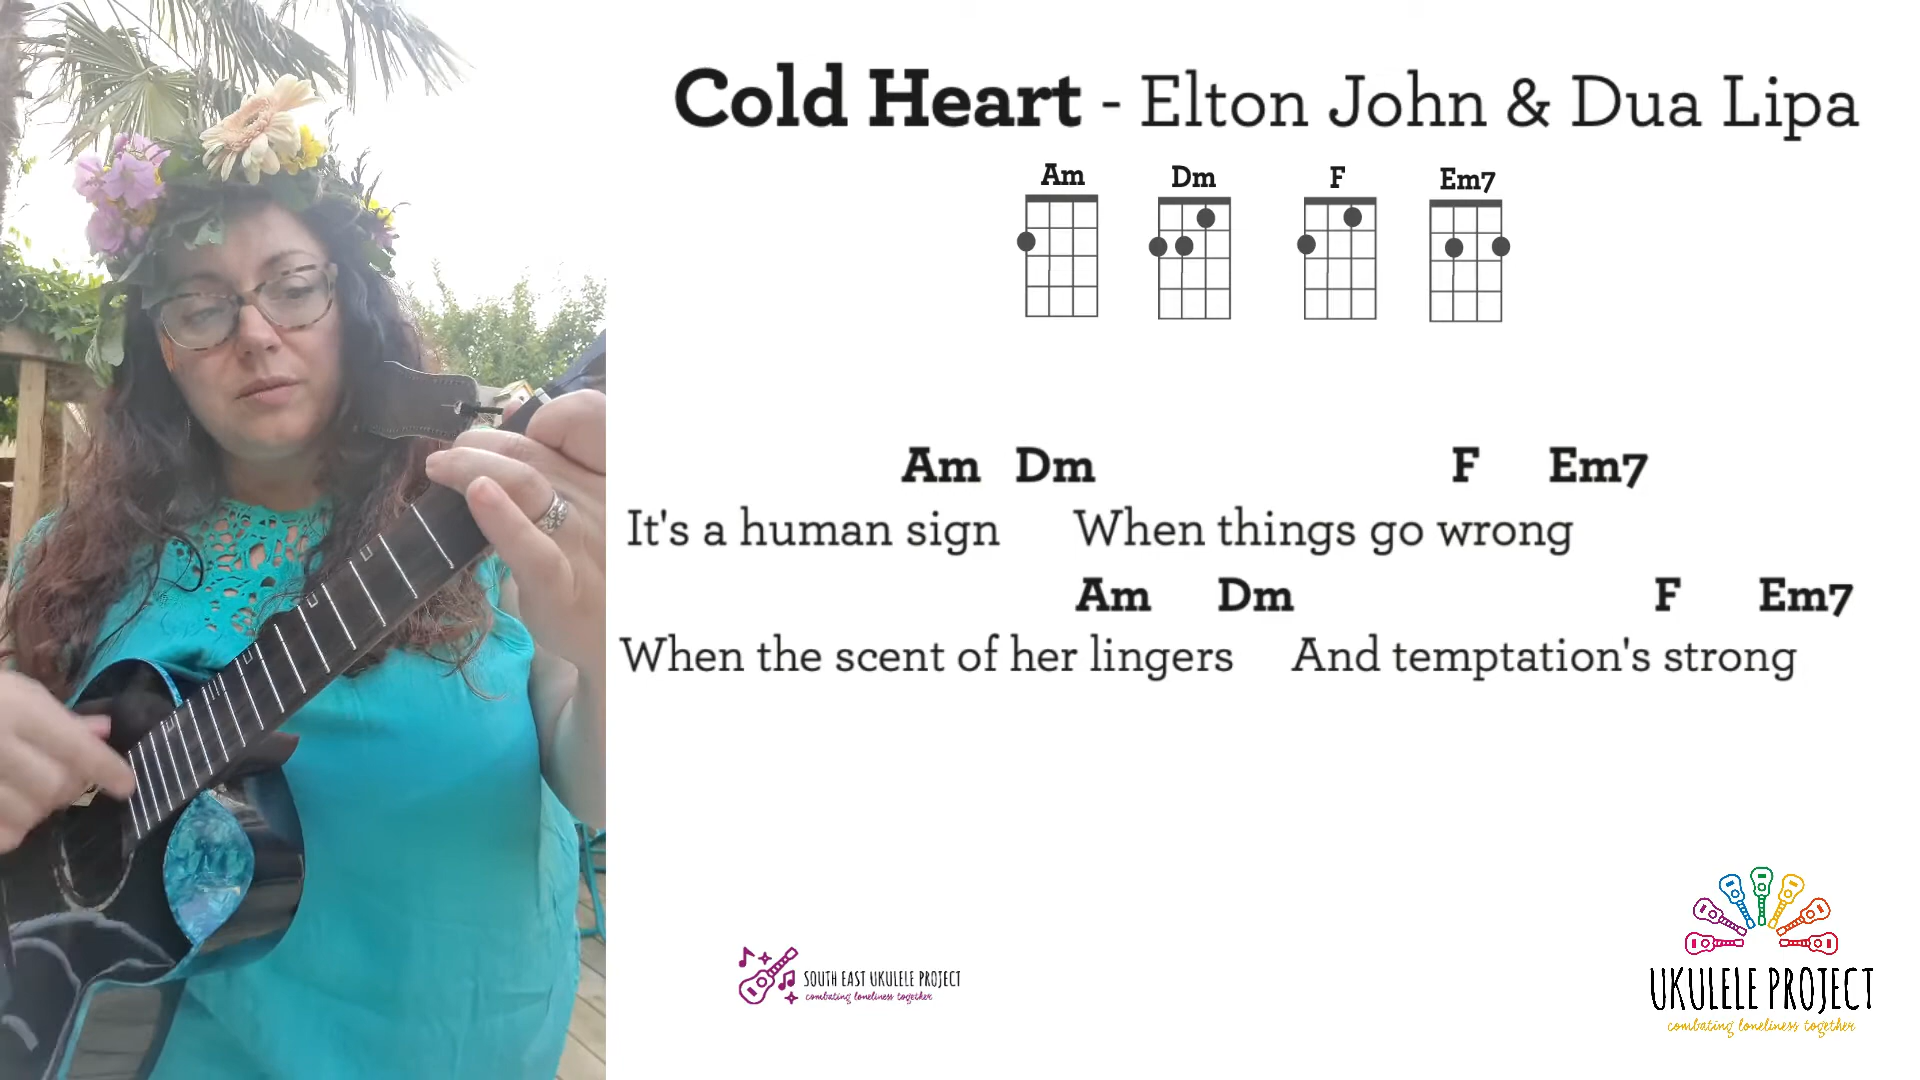 Cold Heart - Elton John & Dua Lipa
Am Dm F Em7
Am Dm F Em7
It's a human sign When things go wrong
Am Dm F Em7
When the scent of her lingers And temptation's strong
SOUTH EAST UKULELE PROJECT
combating loneliness together
UKULELE PROJECT
combating loneliness together